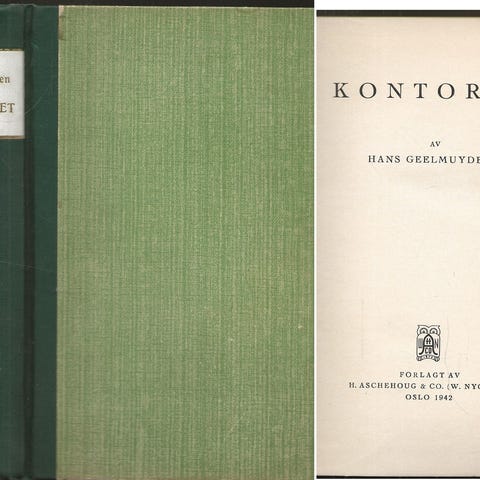 en
ET
KONTOR
AV
HANS GEELMUYDE
FORLAGT AV
H. ASCHEHOUG & CO. (W. NYG
OSLO 1942